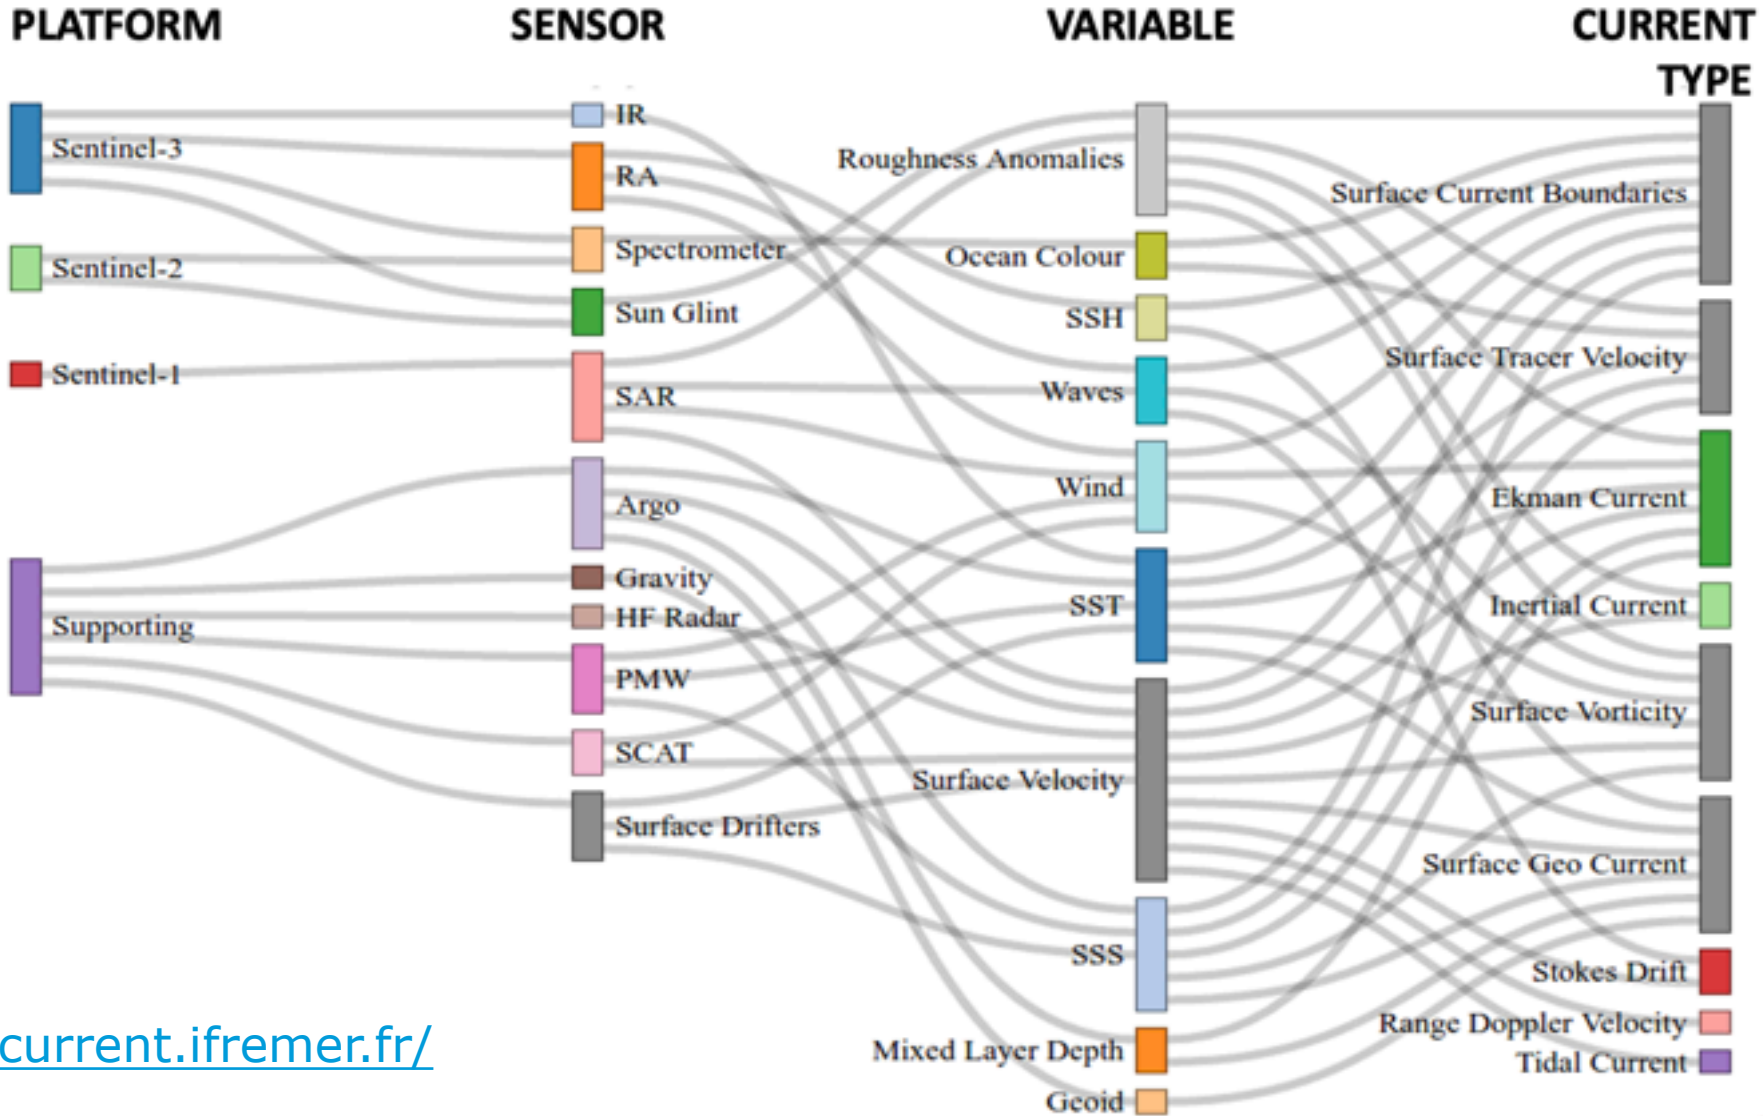 PLATFORM
SENSOR
VARIABLE
CURRENT
TYPE
Sentinel-3
Sentinel-2
Sentinel-1
Supporting
IR
RA
Spectrometer
Sun Glint
SAR
Argo
Gravity
HF Radar
PMW
SCAT
Surface Drifters
Roughness Anomalies
Ocean Colour
SSH
Waves
Wind
SST
Surface Velocity
SSS
Mixed Layer Depth
Geoid
Surface Current Boundaries
Surface Tracer Velocity
Ekman Current
Inertial Current
Surface Vorticity
Surface Geo Current
Stokes Drift
Range Doppler Velocity
Tidal Current
current.ifremer.fr/